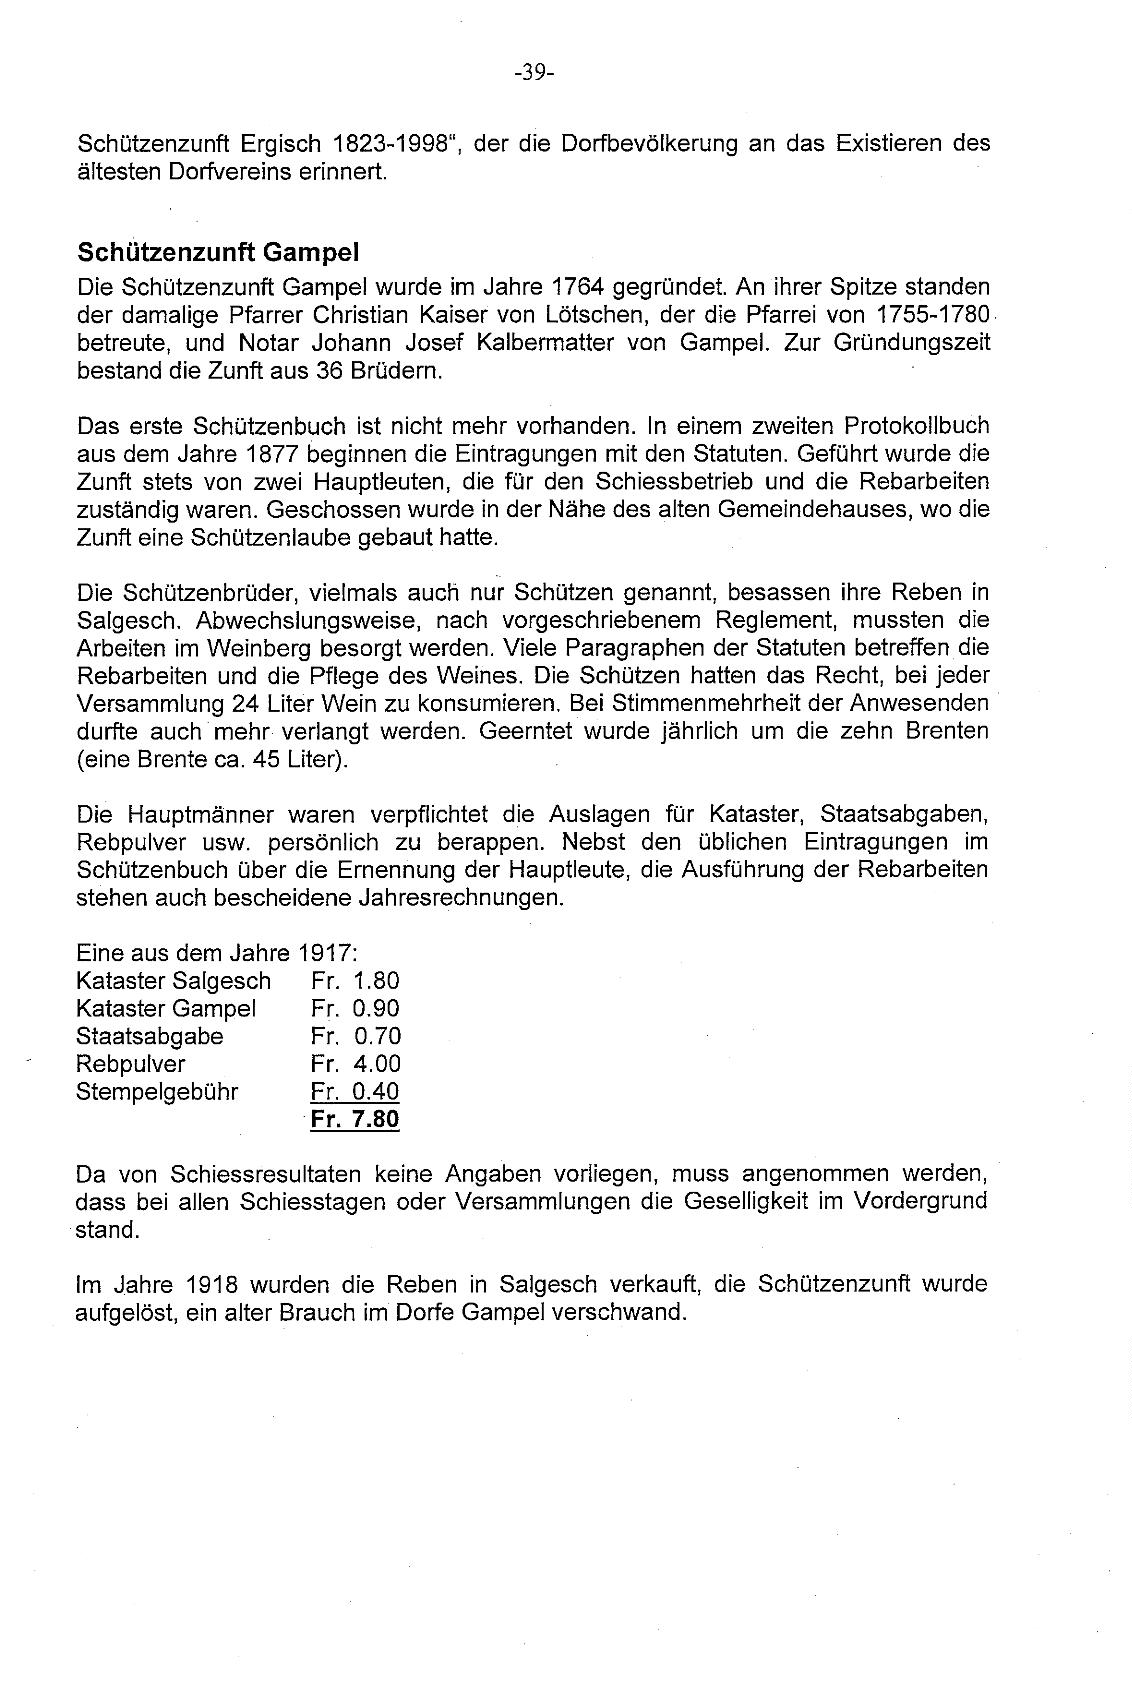 -39-
Schützenzunft Ergisch 1823-1998", der die Dorfbevölkerung an das Existieren des
ältesten Dorfvereins erinnert.
Schützenzunft Gampel
Die Schützenzunft Gampel wurde im Jahre 1764 gegründet. An ihrer Spitze standen
der damalige Pfarrer Christian Kaiser von Lötschen, der die Pfarrei von 1755-1780
betreute, und Notar Johann Josef Kalbermatter von Gampel. Zur Gründungszeit
bestand die Zunft aus 36 Brüdern.
Das erste Schützenbuch ist nicht mehr vorhanden. In einem zweiten Protokollbuch
aus dem Jahre 1877 beginnen die Eintragungen mit den Statuten. Geführt wurde die
Zunft stets von zwei Hauptleuten, die für den Schiessbetrieb und die Rebarbeiten
zuständig waren. Geschossen wurde in der Nähe des alten Gemeindehauses, wo die
Zunft eine Schützenlaube gebaut hatte.
Die Schützenbrüder, vielmals auch nur Schützen genannt, besassen ihre Reben in
Salgesch. Abwechslungsweise, nach vorgeschriebenem Reglement, mussten die
Arbeiten im Weinberg besorgt werden. Viele Paragraphen der Statuten betreffen die
Rebarbeiten und die Pflege des Weines. Die Schützen hatten das Recht, bei jeder
Versammlung 24 Liter Wein zu konsumieren. Bei Stimmenmehrheit der Anwesenden
durfte auch mehr verlangt werden. Geerntet wurde jährlich um die zehn Brenten
(eine Brente ca. 45 Liter).
Die Hauptmänner waren verpflichtet die Auslagen für Kataster, Staatsabgaben,
Rebpulver usw. persönlich zu berappen. Nebst den üblichen Eintragungen im
Schützenbuch über die Ernennung der Hauptleute, die Ausführung der Rebarbeiten
stehen auch bescheidene Jahresrechnungen.
Eine aus dem Jahre 1917:
Kataster Salgesch Fr. 1.80
Kataster Gampel Fr. 0.90
Staatsabgabe Fr. 0.70
Rebpulver Fr. 4.00
Stempelgebühr Fr. 0.40
Fr. 7.80
Da von Schiessresultaten keine Angaben vorliegen, muss angenommen werden,
dass bei allen Schiesstagen oder Versammlungen die Geselligkeit im Vordergrund
stand.
Im Jahre 1918 wurden die Reben in Salgesch verkauft, die Schützenzunft wurde
aufgelöst, ein alter Brauch im Dorfe Gampel verschwand.